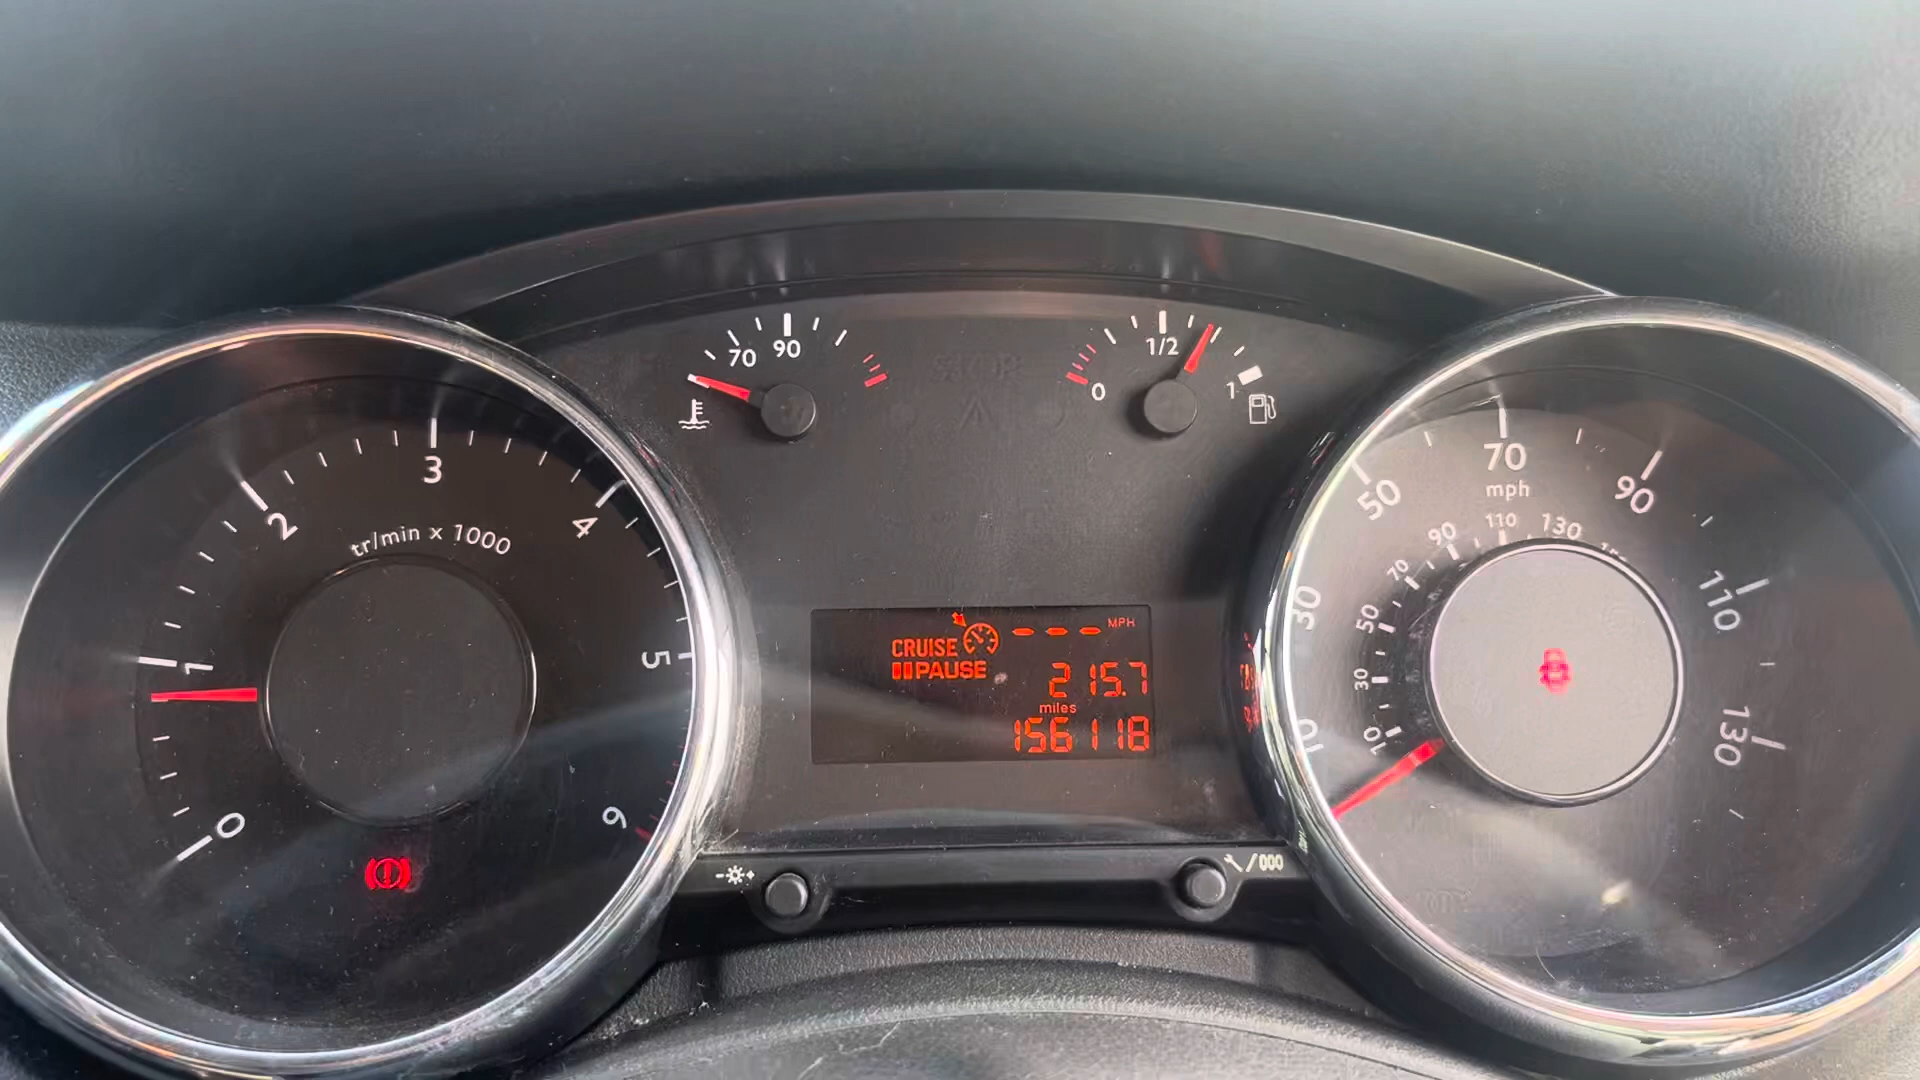 70 90
0 1/2 1
STOP
0 1 2 3 4 5 6
tr/min x 1000
CRUISE --- MPH
PAUSE
215.7
miles
156118
/000
10 30 50 70 90 110 130
mph
10 30 50 70 90 110 130